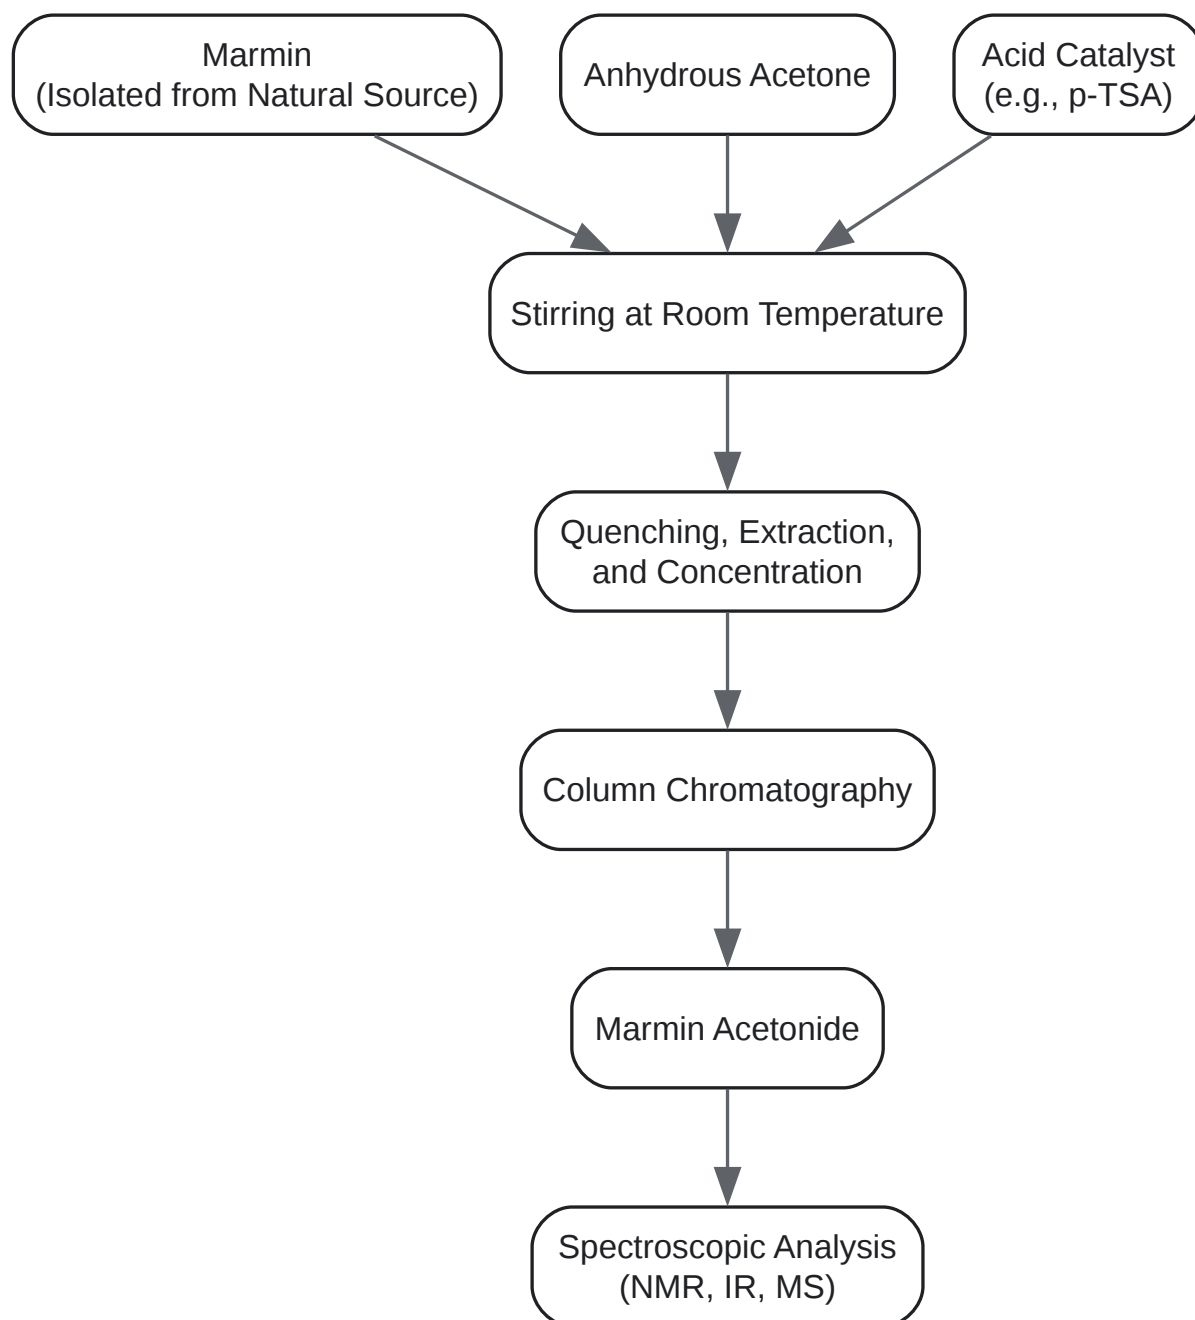 Marmin
(Isolated from Natural Source)
Anhydrous Acetone
Acid Catalyst
(e.g., p-TSA)
Stirring at Room Temperature
Quenching, Extraction,
and Concentration
Column Chromatography
Marmin Acetonide
Spectroscopic Analysis
(NMR, IR, MS)